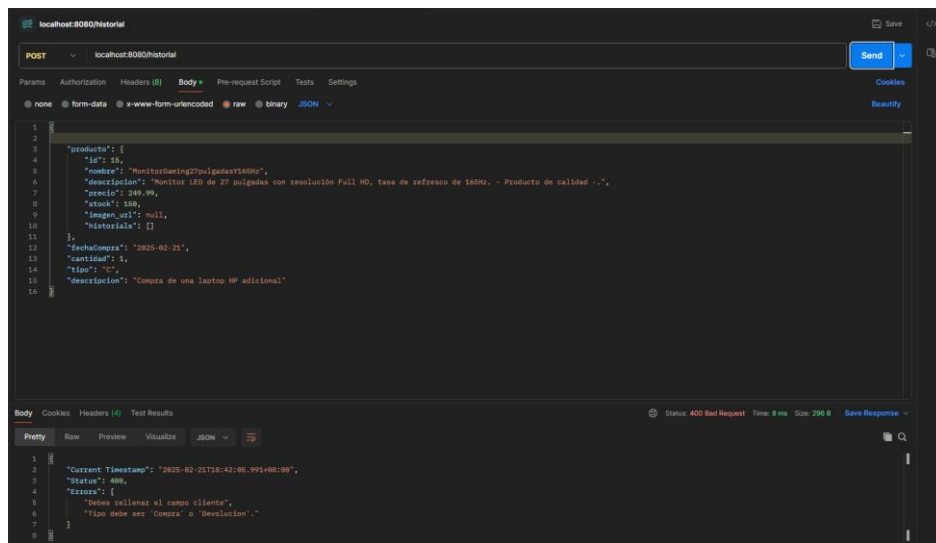 localhost:8080/historial
Save
POST
localhost:8080/historial
Send
Params Authorization Headers (8) Body Pre-request Script Tests Settings
Cookies
none form-data x-www-form-urlencoded raw binary JSON
Beautify
1 {
2
3 "producto": {
4 "id": 15,
5 "nombre": "MonitorGaming27pulgadasY165Hz",
6 "descripcion": "Monitor LED de 27 pulgadas con resolución Full HD, tasa de refresco de 165Hz. - Producto de calidad -.",
7 "precio": 249.99,
8 "stock": 150,
9 "imagen_url": null,
10 "historials": []
11 },
12 "fechaCompra": "2025-02-21",
13 "cantidad": 1,
14 "tipo": "C",
15 "descripcion": "Compra de una laptop HP adicional"
16 }
Body Cookies Headers (4) Test Results
Status: 400 Bad Request Time: 8 ms Size: 296 B Save Response
Pretty Raw Preview Visualize JSON
1 {
2 "Current Timestamp": "2025-02-21T18:42:05.991+00:00",
3 "Status": 400,
4 "Errors": [
5 "Debes rellenar el campo cliente",
6 "Tipo debe ser 'Compra' o 'Devolucion'."
7 ]
8 }